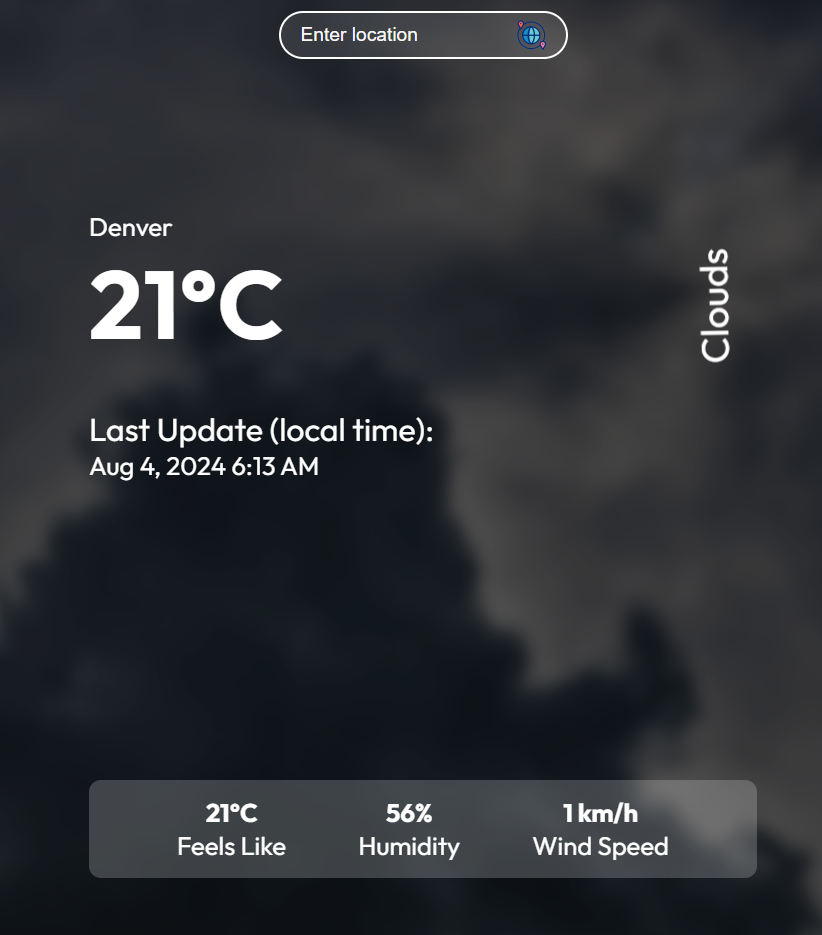 Enter location
Denver
21°C
Clouds
Last Update (local time):
Aug 4, 2024 6:13 AM
21°C
Feels Like
56%
Humidity
1 km/h
Wind Speed